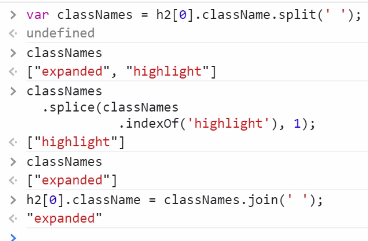 > var classNames = h2[0].className.split(' ');
< undefined
> classNames
< ["expanded", "highlight"]
> classNames
    .splice(classNames
              .indexOf('highlight'), 1);
< ["highlight"]
> classNames
< ["expanded"]
> h2[0].className = classNames.join(' ');
< "expanded"
>